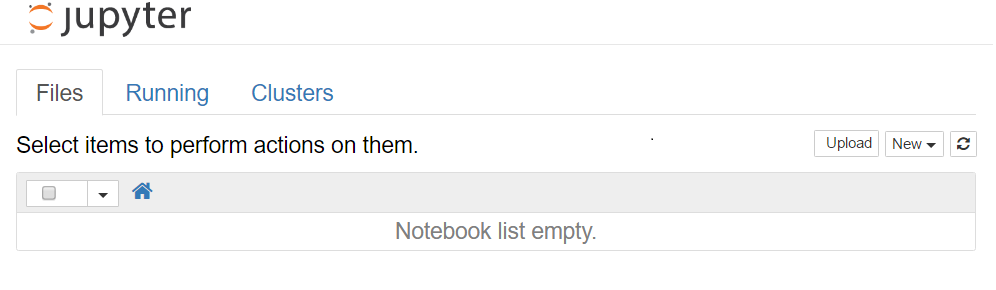 jupyter
Files Running Clusters
Select items to perform actions on them. Upload New
Notebook list empty.